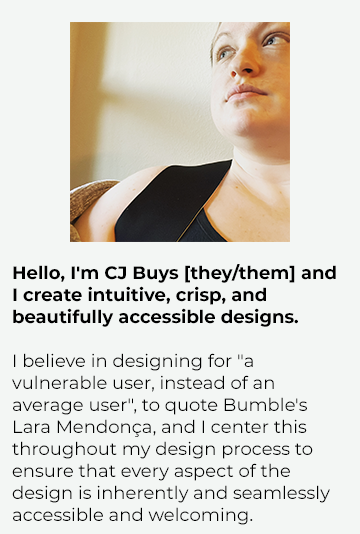 Hello, I'm CJ Buys [they/them] and
I create intuitive, crisp, and
beautifully accessible designs.
I believe in designing for "a
vulnerable user, instead of an
average user", to quote Bumble's
Lara Mendonça, and I center this
throughout my design process to
ensure that every aspect of the
design is inherently and seamlessly
accessible and welcoming.